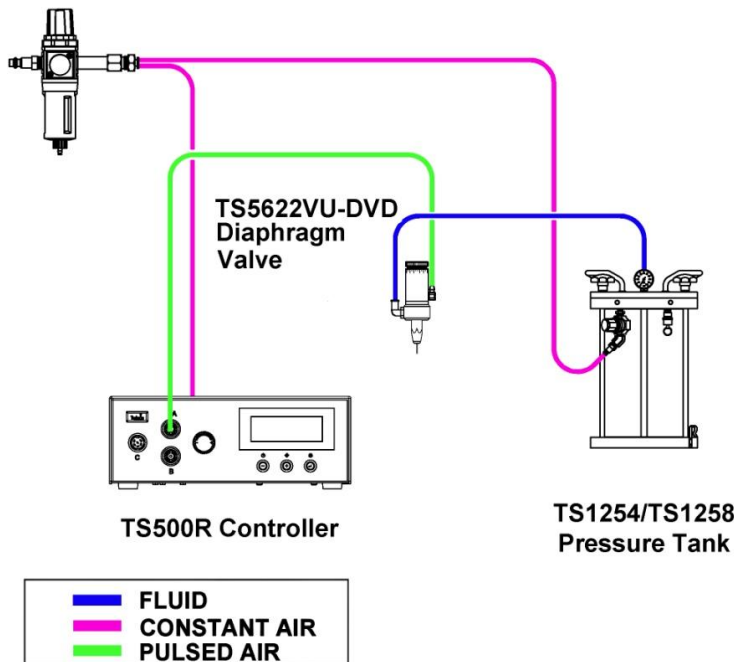 TS5622VU-DVD
Diaphragm
Valve
A
C
B
TS500R Controller
TS1254/TS1258
Pressure Tank
FLUID
CONSTANT AIR
PULSED AIR